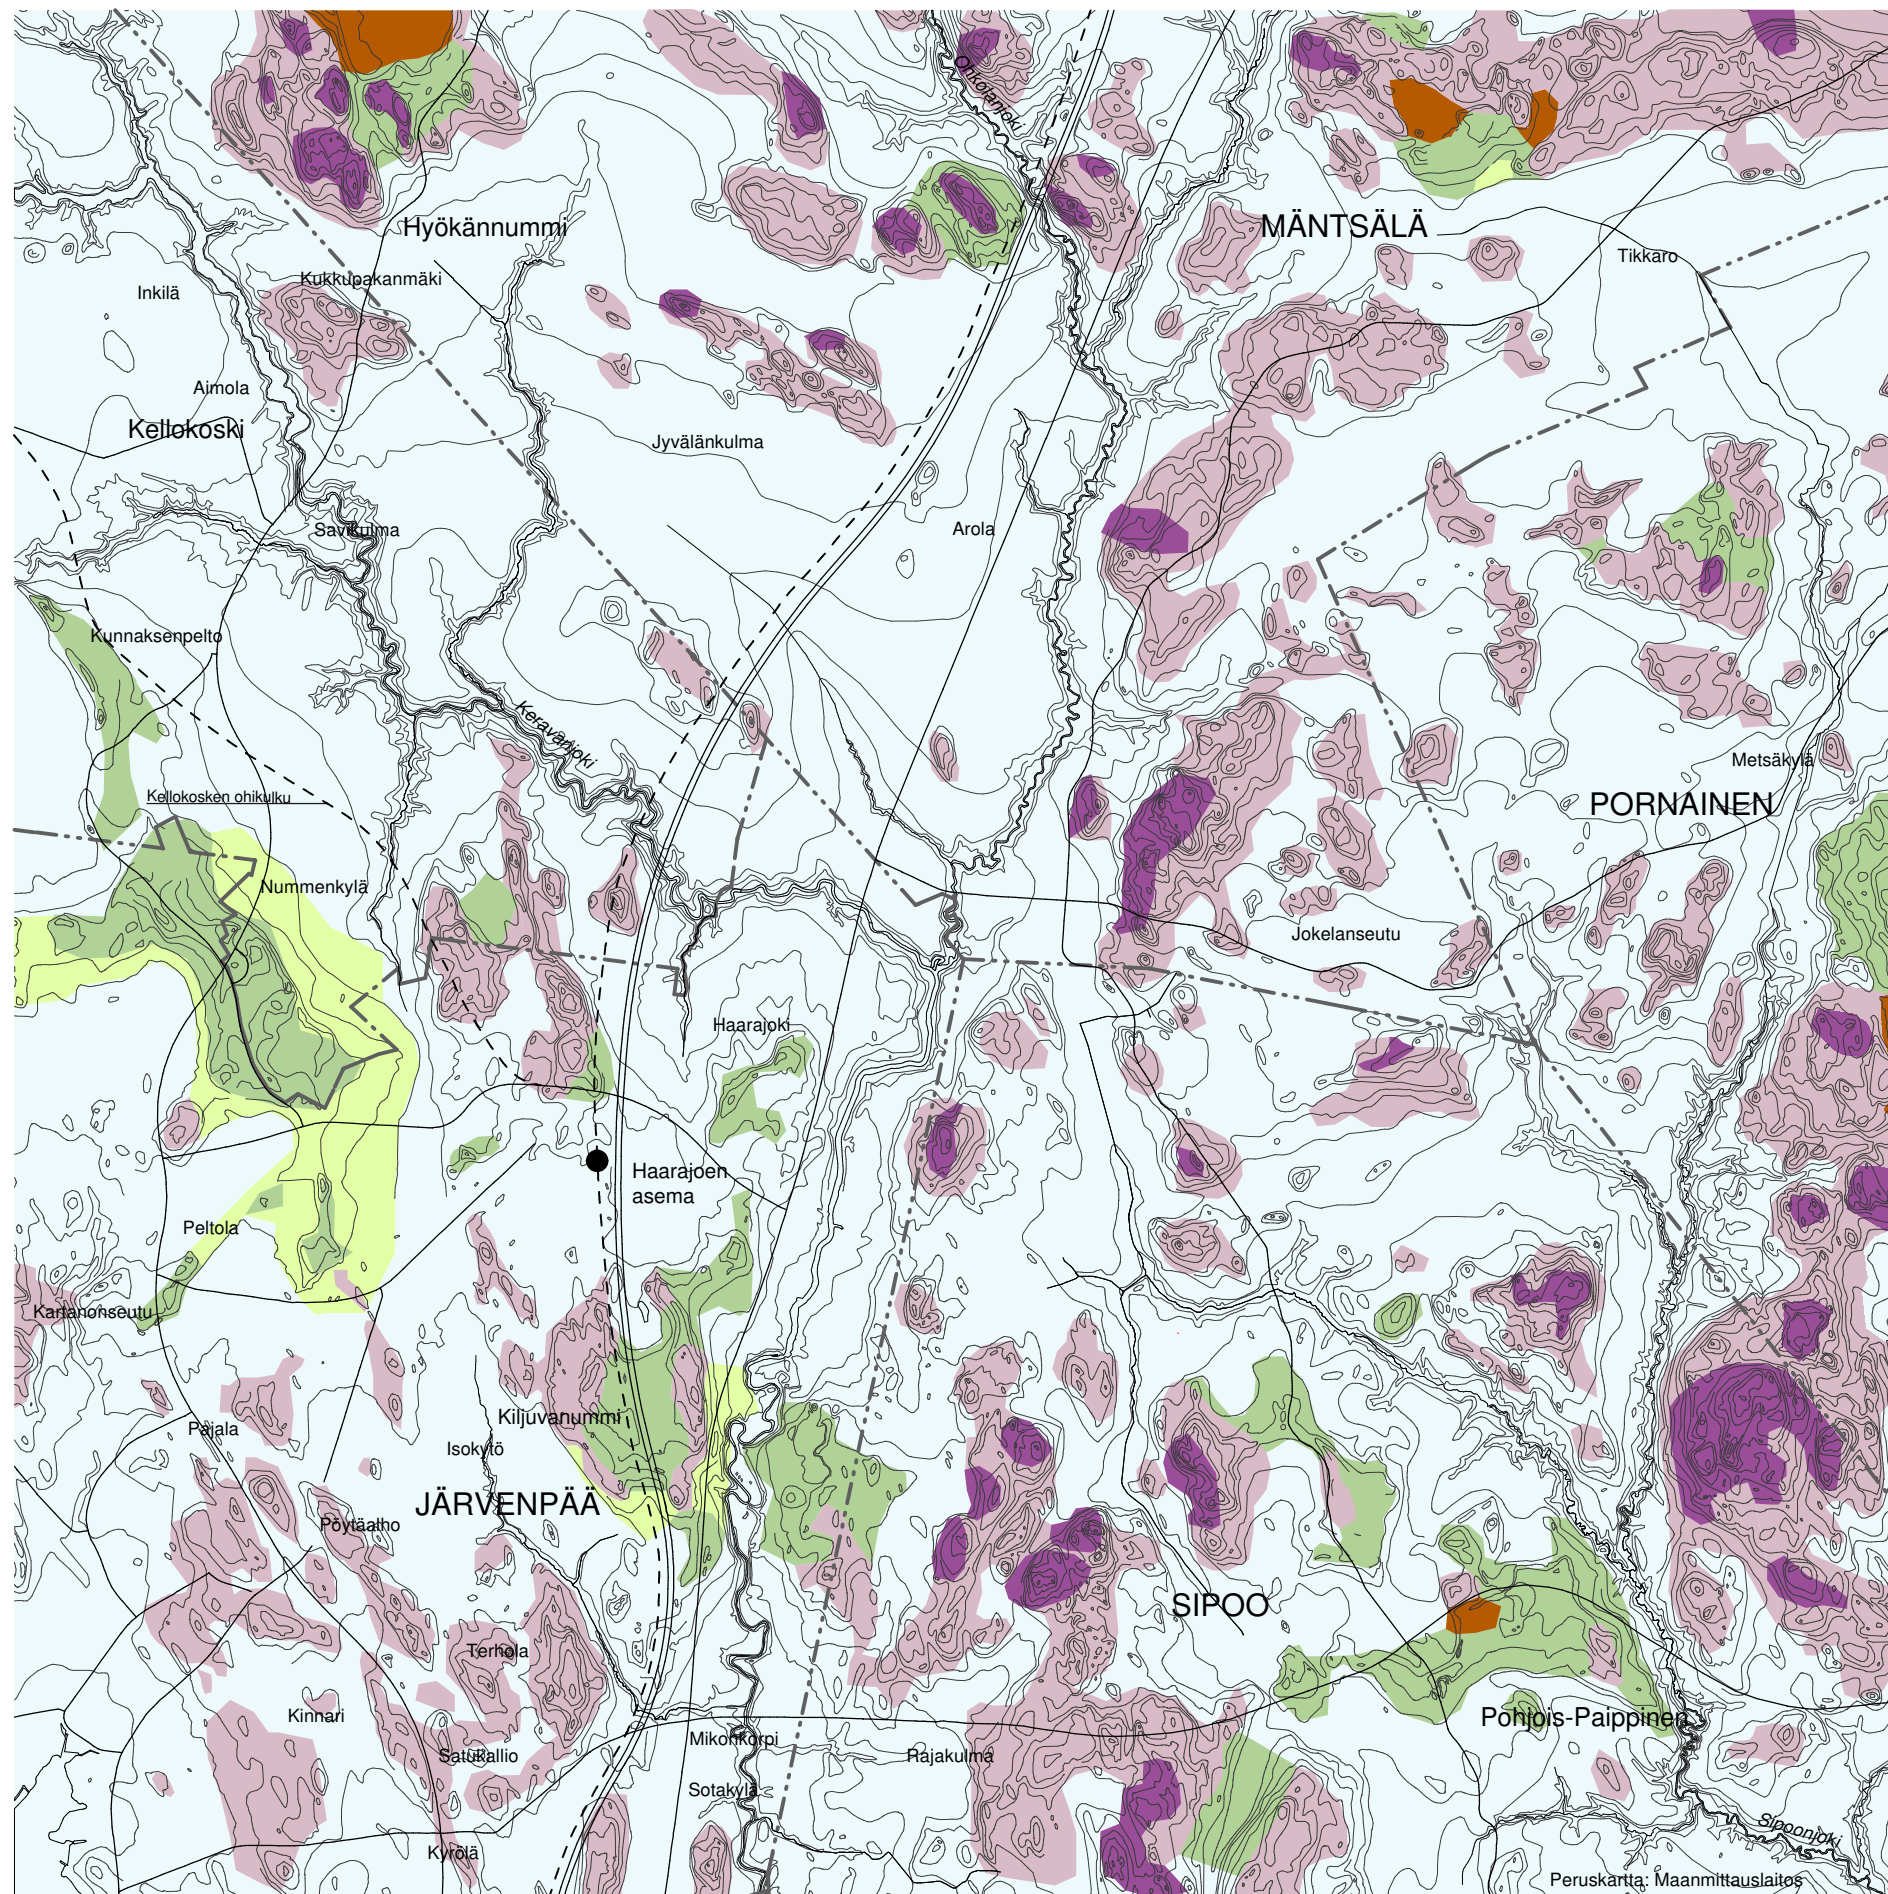 Ohkolanjoki
Hyökännummi
MÄNTSÄLÄ
Tikkaro
Kukkupakanmäki
Inkilä
Aimola
Kellokoski
Jyvälänkulma
Savikulma
Arola
Kunnaksenpelto
Keravanjoki
Metsäkylä
Kellokosken ohikulku
PORNAINEN
Nummenkylä
Jokelanseutu
Haarajoki
Haarajoen
asema
Peltola
Kartanonseutu
Kiljuvanummi
Pajala
Isokytö
JÄRVENPÄÄ
Pöytäalho
SIPOO
Terhola
Kinnari
Pohjois-Paippinen
Mikonkorpi
Satukallio
Rajakulma
Sotakylä
Sipoonjoki
Kyrölä
Peruskartta: Maanmittauslaitos